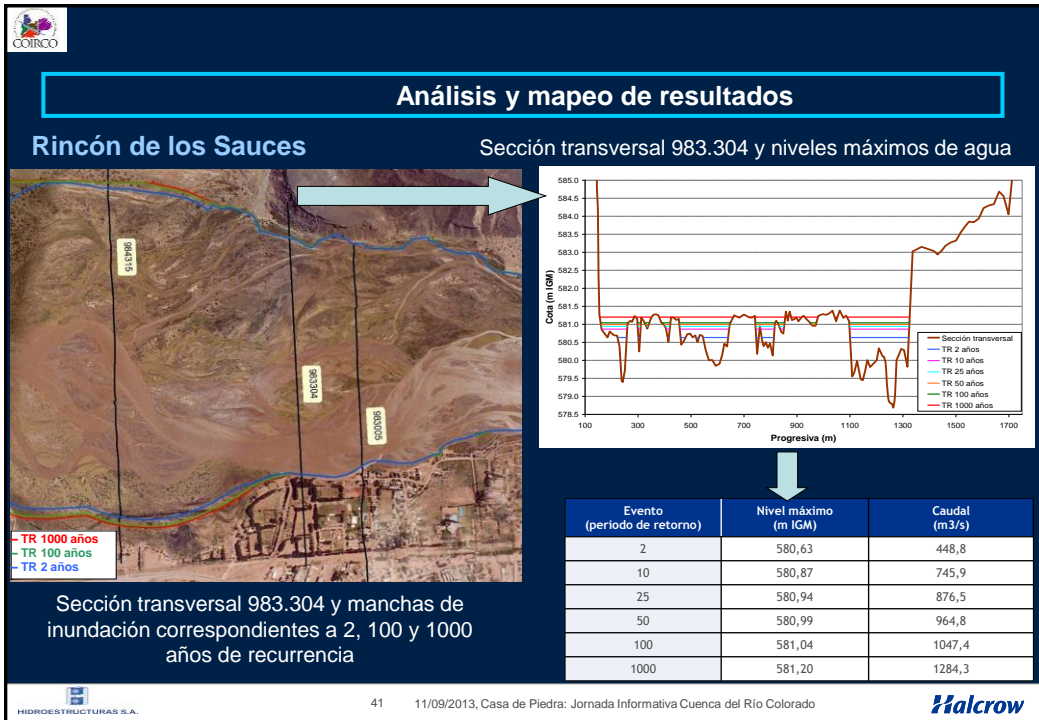 COIRCO
Análisis y mapeo de resultados
Rincón de los Sauces
984315
983304
983005
– TR 1000 años
– TR 100 años
– TR 2 años
Sección transversal 983.304 y manchas de
inundación correspondientes a 2, 100 y 1000
años de recurrencia
Sección transversal 983.304 y niveles máximos de agua
Cota (m IGM)
585.0
584.5
584.0
583.5
583.0
582.5
582.0
581.5
581.0
580.5
580.0
579.5
579.0
578.5
100 300 500 700 900 1100 1300 1500 1700
Progresiva (m)
Sección transversal
TR 2 años
TR 10 años
TR 25 años
TR 50 años
TR 100 años
TR 1000 años
Evento Nivel máximo Caudal
(periodo de retorno) (m IGM) (m3/s)
2 580,63 448,8
10 580,87 745,9
25 580,94 876,5
50 580,99 964,8
100 581,04 1047,4
1000 581,20 1284,3
HIDROESTRUCTURAS S.A.
41 11/09/2013, Casa de Piedra: Jornada Informativa Cuenca del Río Colorado
Halcrow